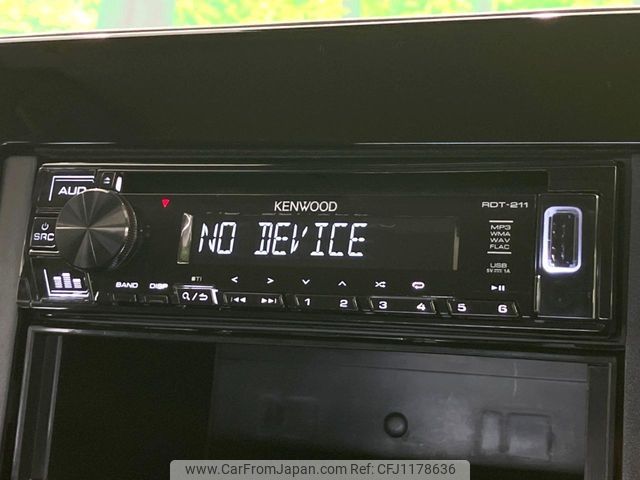 AUD
KENWOOD
RDT-211
SRC
NO DEVICE
MP3
WMA
WAV
FLAC
USB
5V 1A
BAND DISP
1 2 3 4 5 6
www.CarFromJapan.com - CFJ1178636